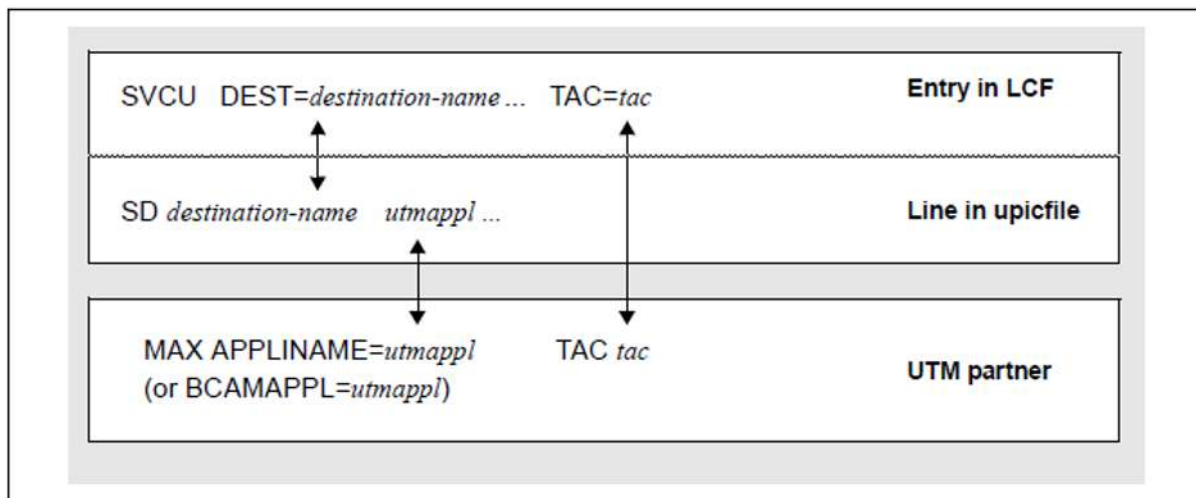 SVCU DEST=destination-name ... TAC=tac Entry in LCF
SD destination-name utmappl ... Line in upicfile
MAX APPLINAME=utmappl TAC tac
(or BCAMAPPL=utmappl) UTM partner